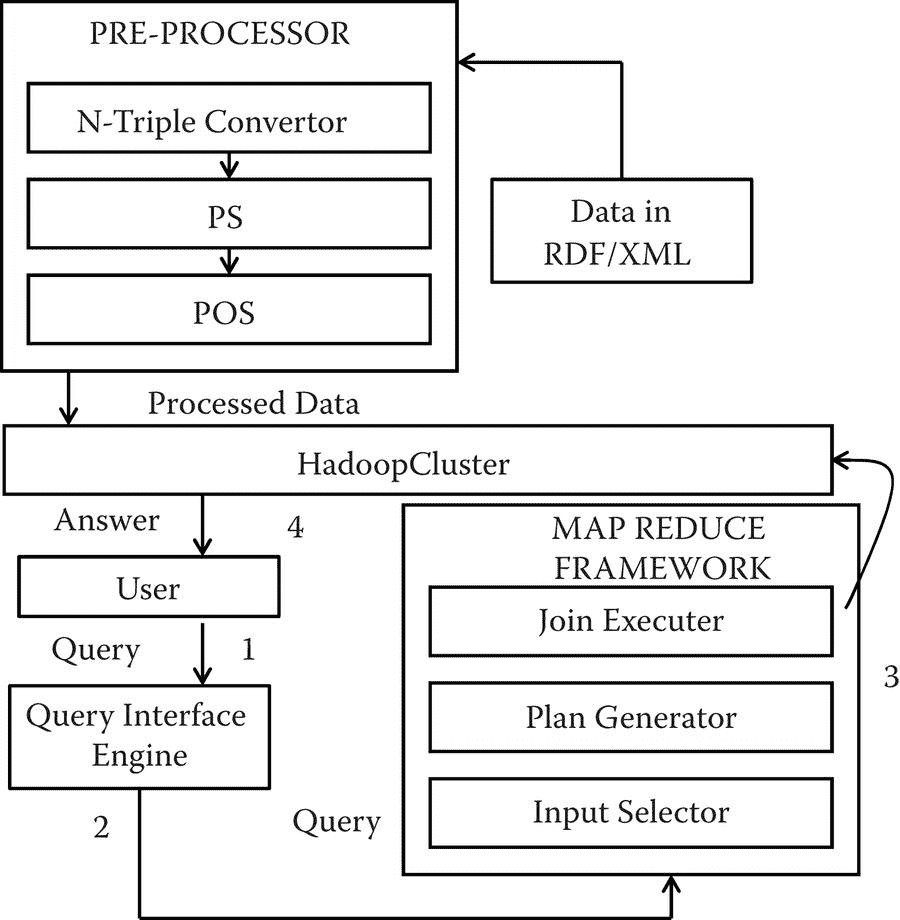 PRE-PROCESSOR
N-Triple Convertor
PS
POS
Data in
RDF/XML
Processed Data
HadoopCluster
Answer
4
User
Query
1
Query Interface
Engine
2
Query
MAP REDUCE
FRAMEWORK
Join Executer
Plan Generator
Input Selector
3